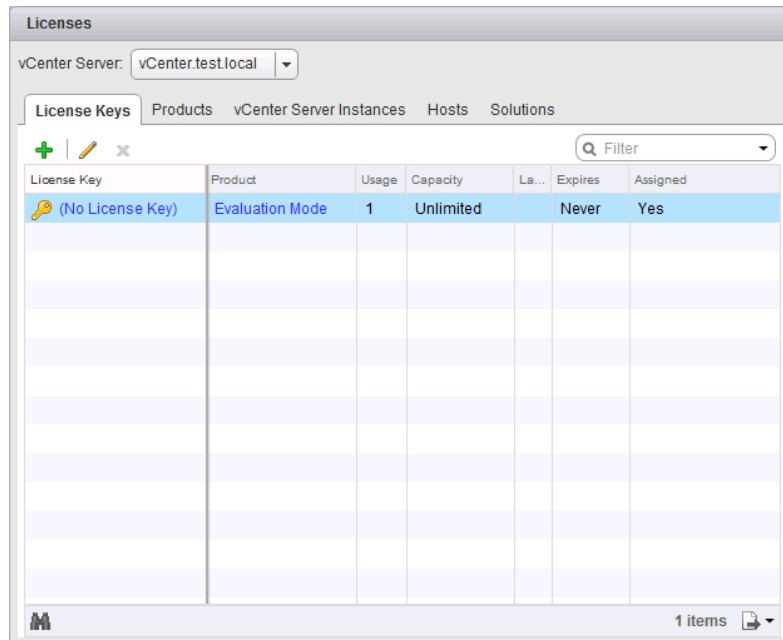 Licenses
vCenter Server: vCenter.test.local
License Keys Products vCenter Server Instances Hosts Solutions
Filter
License Key Product Usage Capacity La... Expires Assigned
(No License Key) Evaluation Mode 1 Unlimited Never Yes
1 items